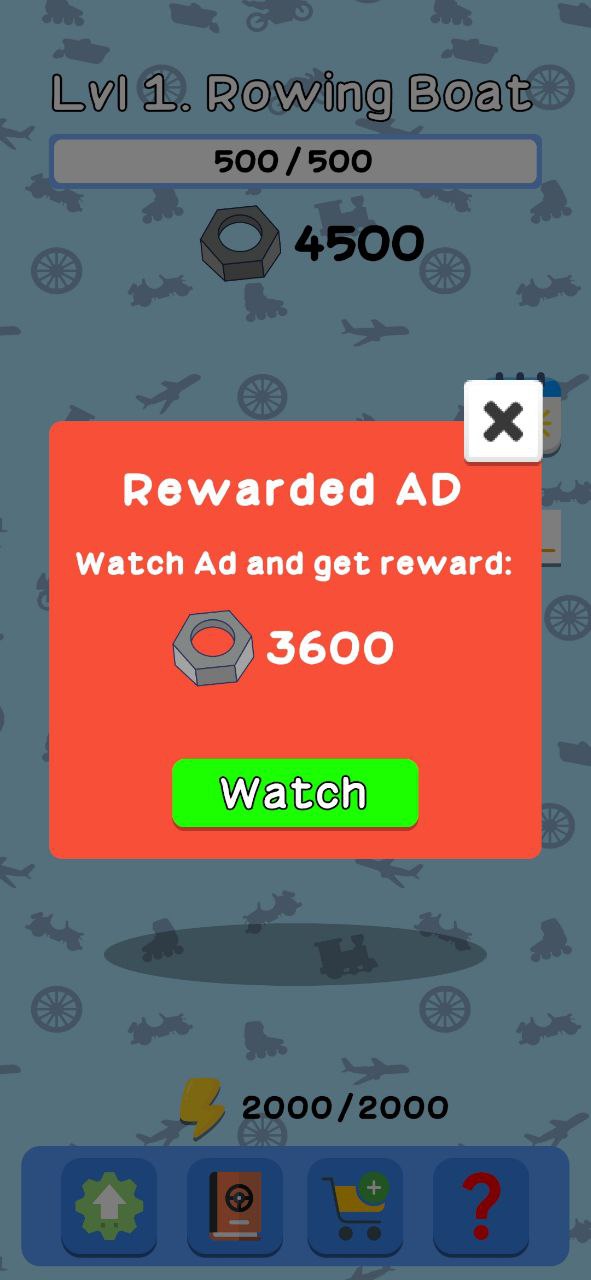 Lvl 1. Rowing Boat
500/500
4500
Rewarded AD
Watch Ad and get reward:
3600
Watch
2000/2000
?